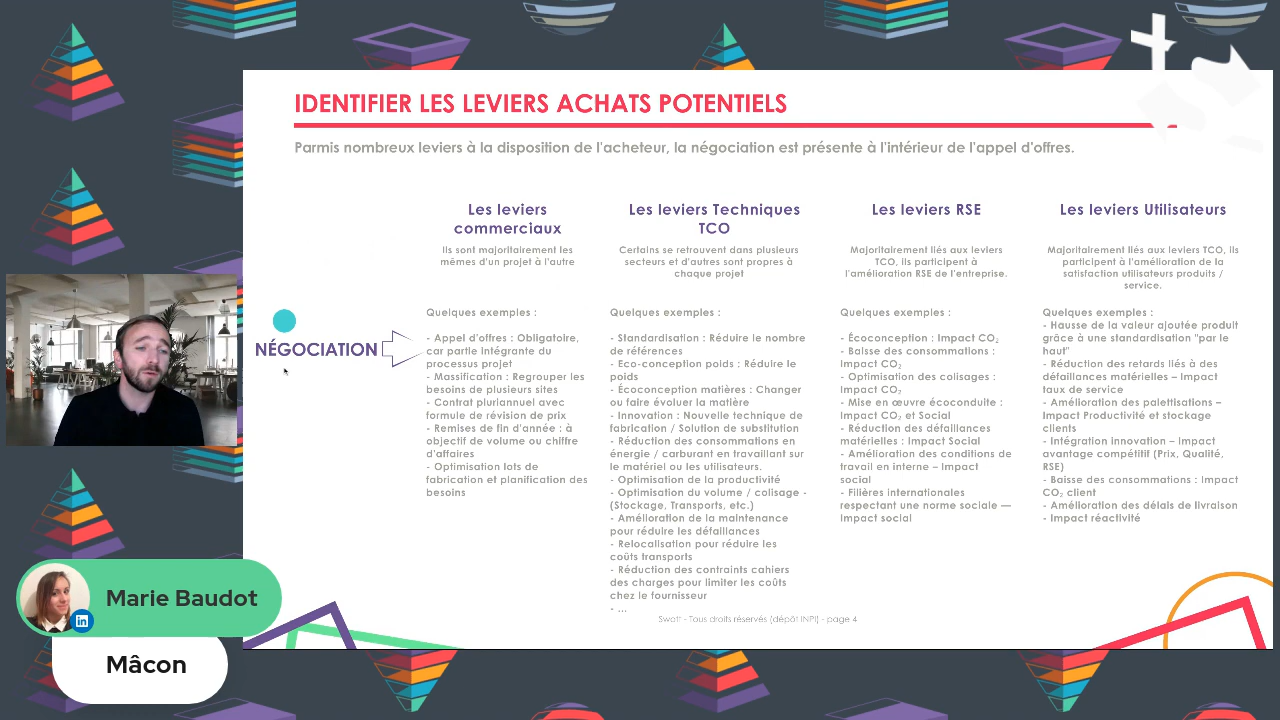 IDENTIFIER LES LEVIERS ACHATS POTENTIELS
Parmis nombreux leviers à la disposition de l'acheteur, la négociation est présente à l'intérieur de l'appel d'offres.
NÉGOCIATION
Les leviers
commerciaux
Ils sont majoritairement les
mêmes d'un projet à l'autre
Quelques exemples :
- Appel d'offres : Obligatoire,
car partie intégrante du
processus projet
- Massification : Regrouper les
besoins de plusieurs sites
- Contrat pluriannuel avec
formule de révision de prix
- Remises de fin d'année : à
objectif de volume ou chiffre
d'affaires
- Optimisation lots de
fabrication et planification des
besoins
Les leviers Techniques
TCO
Certains se retrouvent dans plusieurs
secteurs et d'autres sont propres à
chaque projet
Quelques exemples :
- Standardisation : Réduire le nombre
de références
- Eco-conception poids : Réduire le
poids
- Écoconception matières : Changer
ou faire évoluer la matière
- Innovation : Nouvelle technique de
fabrication / Solution de substitution
- Réduction des consommations en
énergie / carburant en travaillant sur
le matériel ou les utilisateurs.
- Optimisation de la productivité
- Optimisation du volume / colisage -
(Stockage, Transports, etc.)
- Amélioration de la maintenance
pour réduire les défaillances
- Relocalisation pour réduire les
coûts transports
- Réduction des contraints cahiers
des charges pour limiter les coûts
chez le fournisseur
- ...
Les leviers RSE
Majoritairement liés aux leviers
TCO, ils participent à
l'amélioration RSE de l'entreprise.
Quelques exemples :
- Écoconception : Impact CO₂
- Baisse des consommations :
Impact CO₂
- Optimisation des colisages :
Impact CO₂
- Mise en œuvre écoconduite :
Impact CO₂ et Social
- Réduction des défaillances
matérielles : Impact Social
- Amélioration des conditions de
travail en interne – Impact
social
- Filières internationales
respectant une norme sociale —
impact social
Les leviers Utilisateurs
Majoritairement liés aux leviers TCO, ils
participent à l'amélioration de la
satisfaction utilisateurs produits /
service.
Quelques exemples :
- Hausse de la valeur ajoutée produit
grâce à une standardisation "par le
haut"
- Réduction des retards liés à des
défaillances matérielles – Impact
taux de service
- Amélioration des palettisations –
Impact Productivité et stockage
clients
- Intégration innovation – Impact
avantage compétitif (Prix, Qualité,
RSE)
- Baisse des consommations : Impact
CO₂ client
- Amélioration des délais de livraison
- Impact réactivité
Swott - Tous droits réservés (dépôt INPI) - page 4
Marie Baudot
in
Mâcon